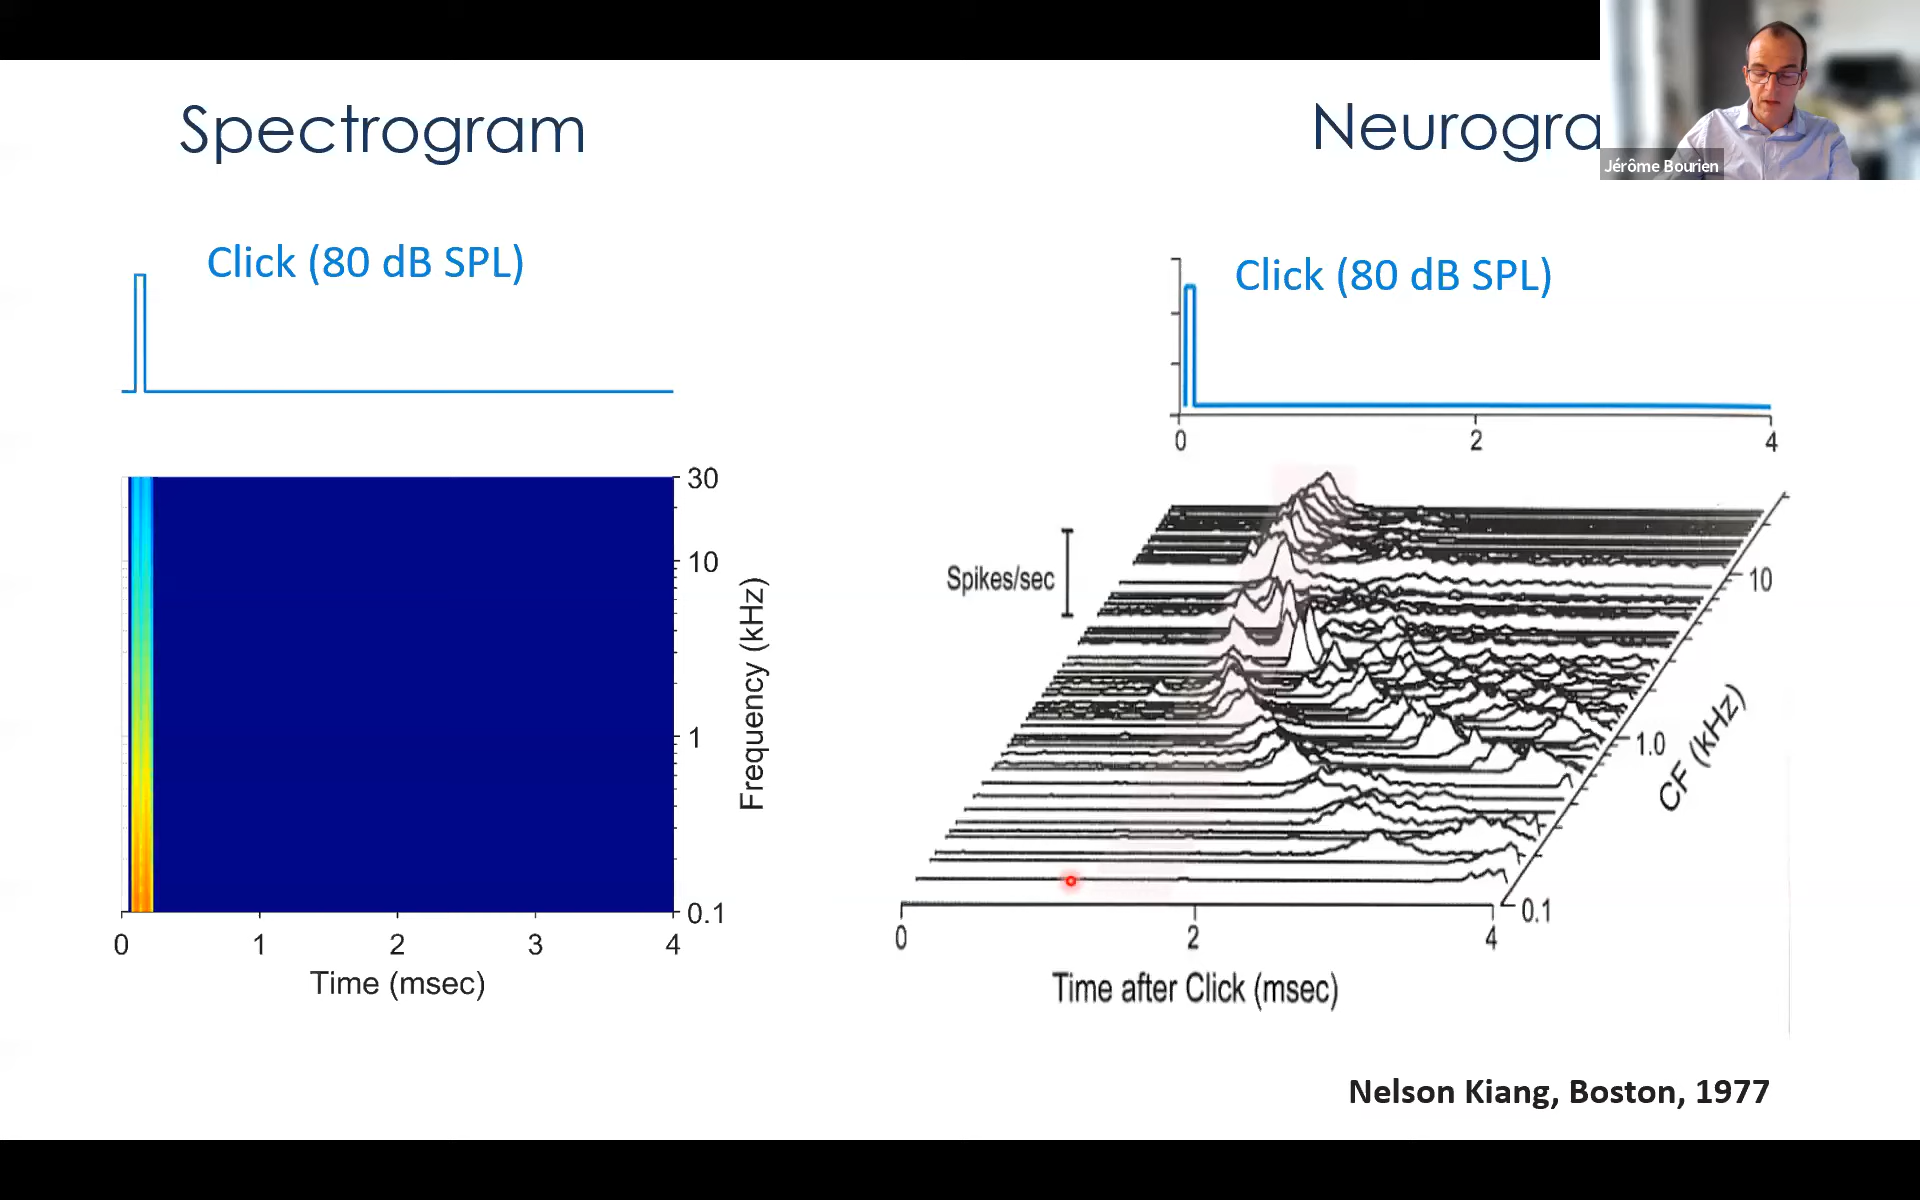 Spectrogram
Neurogra
Jérôme Bourien
Click (80 dB SPL)
Click (80 dB SPL)
0
2
4
30
10
1
0.1
Frequency (kHz)
0
1
2
3
4
Time (msec)
Spikes/sec
10
1.0
0.1
CF (kHz)
0
2
4
Time after Click (msec)
Nelson Kiang, Boston, 1977